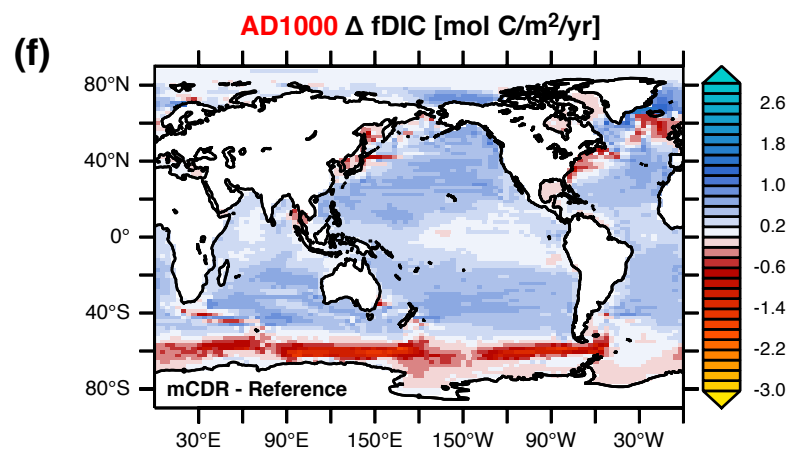 AD1000 Δ fDIC [mol C/m²/yr]
(f)
80°N
40°N
0°
40°S
80°S
mCDR - Reference
30°E 90°E 150°E 150°W 90°W 30°W
2.6
1.8
1.0
0.2
-0.6
-1.4
-2.2
-3.0